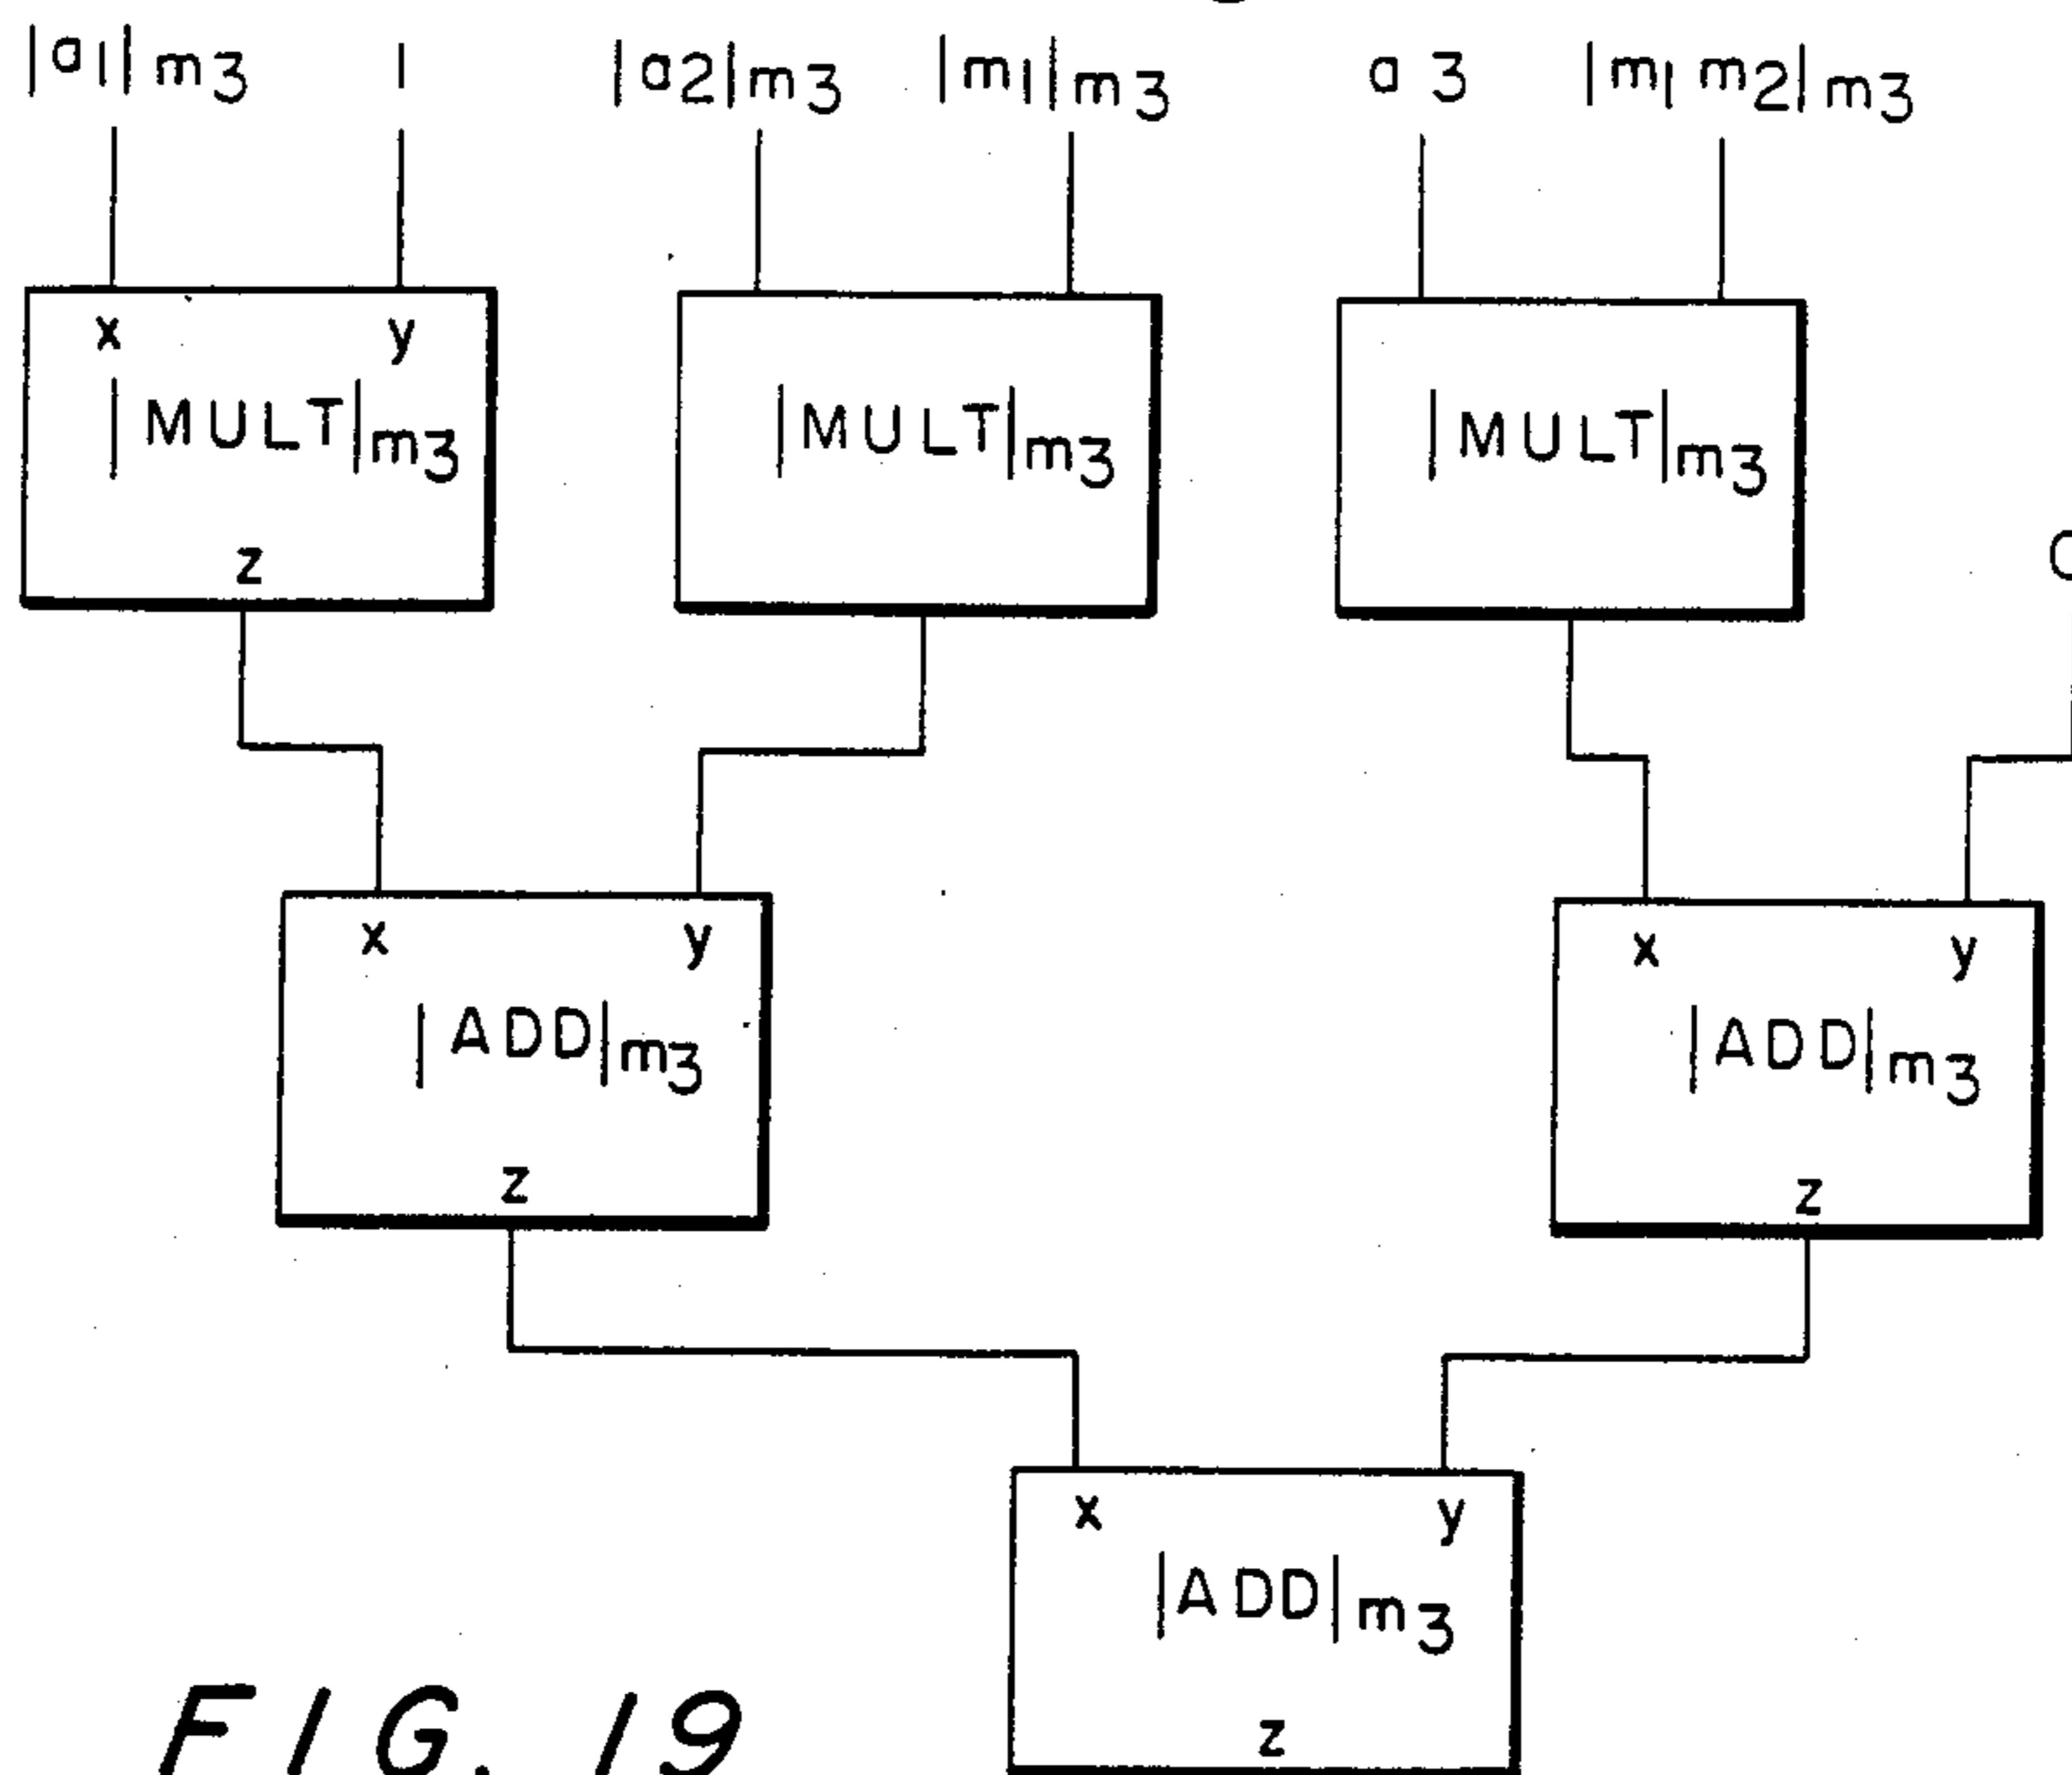 |a1|m3 1 |a2|m3 |m1|m3 a3 |m1 m2|m3
x y
|MULT|m3 |MULT|m3 |MULT|m3
z
x y x y
|ADD|m3 |ADD|m3
z z
x y
|ADD|m3
z
FIG. 19